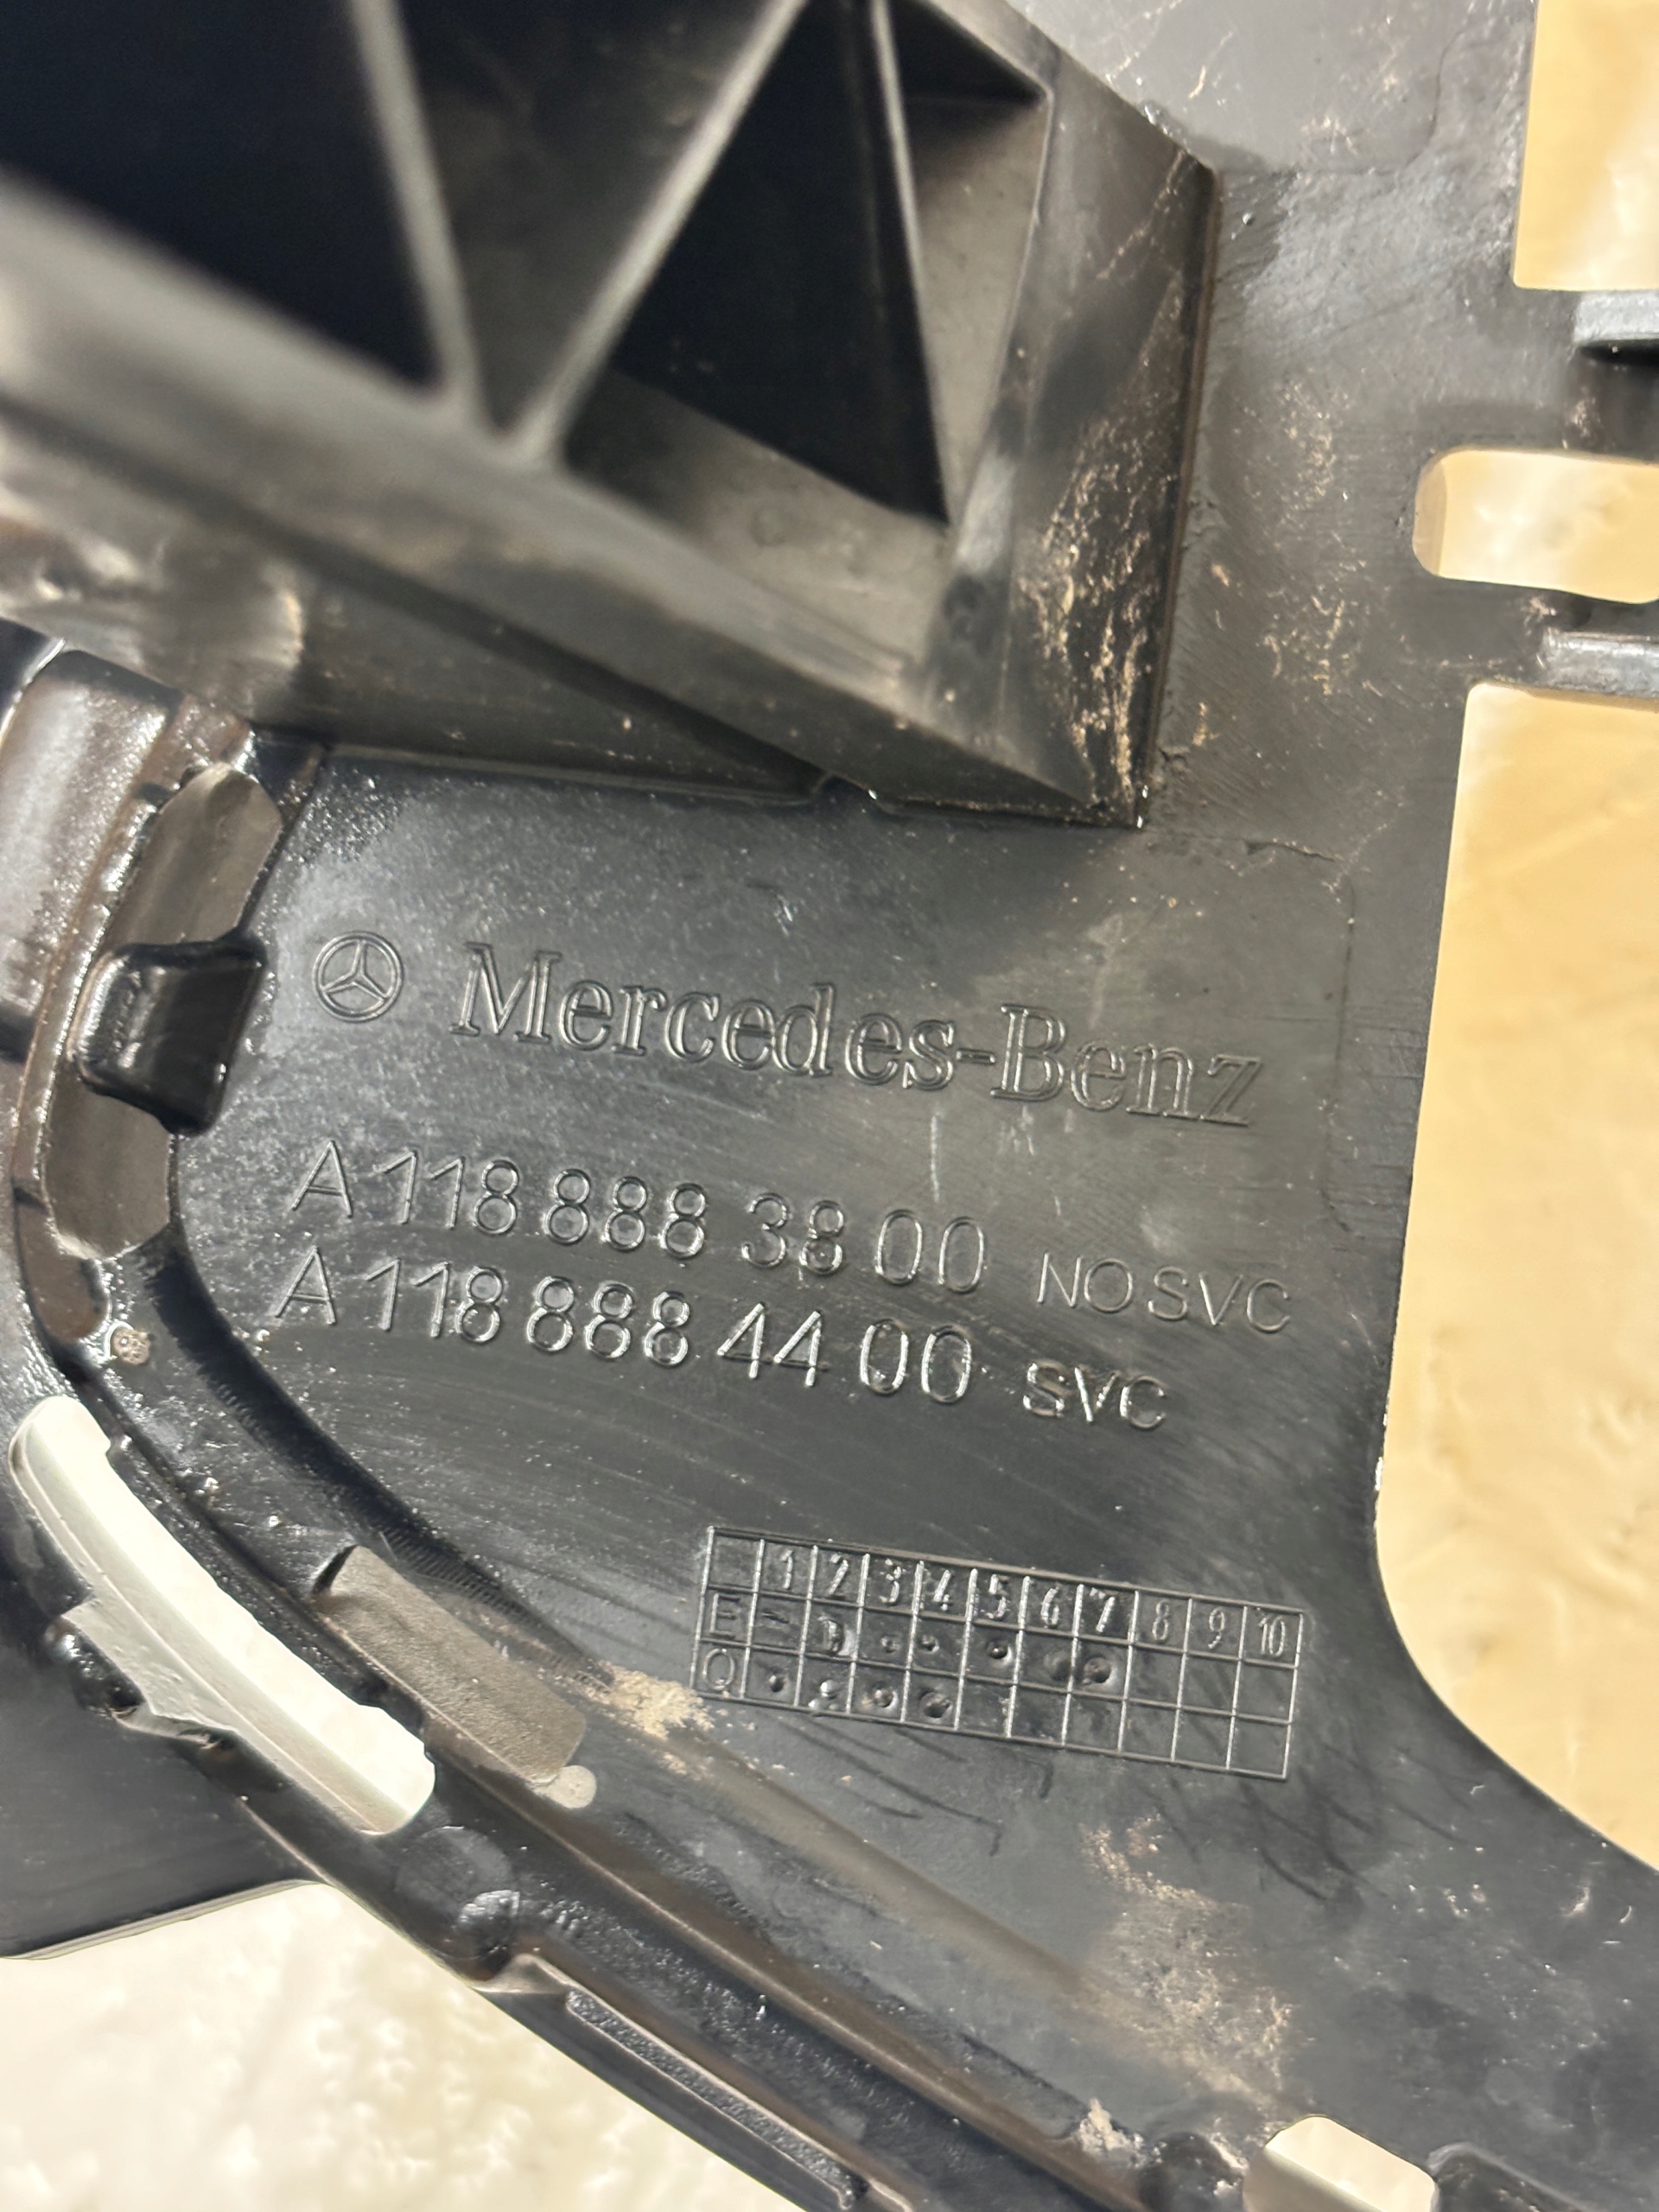 Mercedes-Benz
A 118 888 38 00 NO SVC
A 118 888 44 00 SVC
1 2 3 4 5 6 7 8 9 10
E
Q